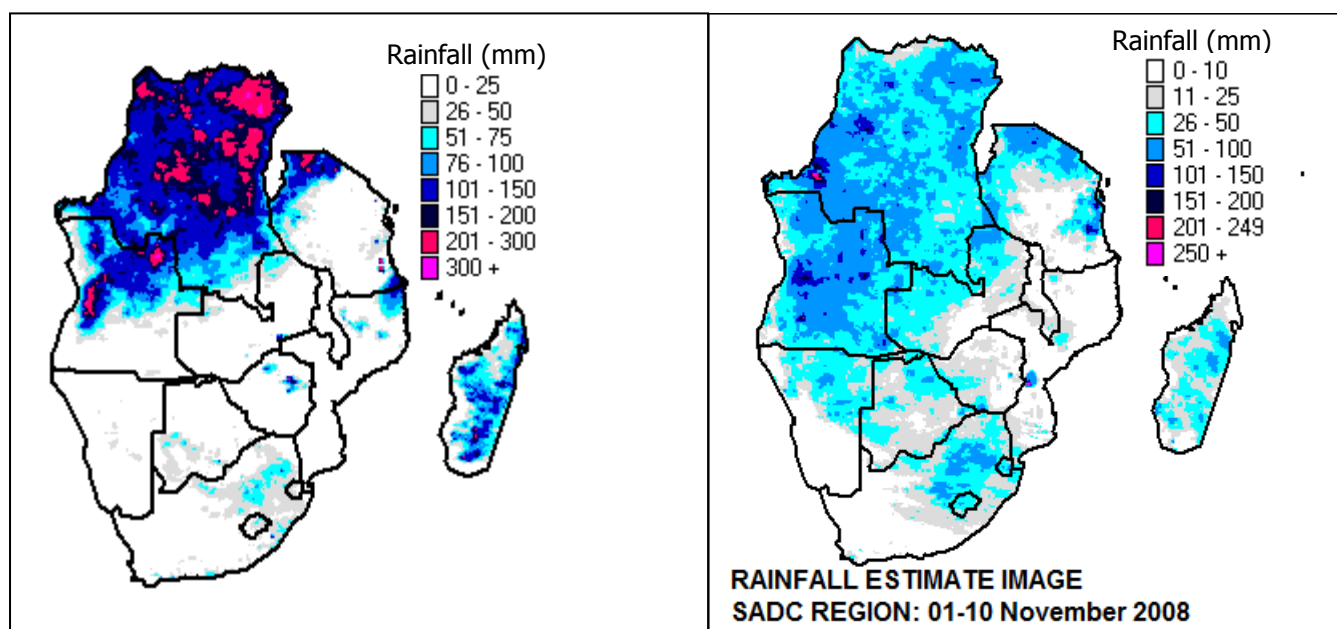 Rainfall (mm)
0 - 25
26 - 50
51 - 75
76 - 100
101 - 150
151 - 200
201 - 300
300 +
Rainfall (mm)
0 - 10
11 - 25
26 - 50
51 - 100
101 - 150
151 - 200
201 - 249
250 +
RAINFALL ESTIMATE IMAGE
SADC REGION: 01-10 November 2008